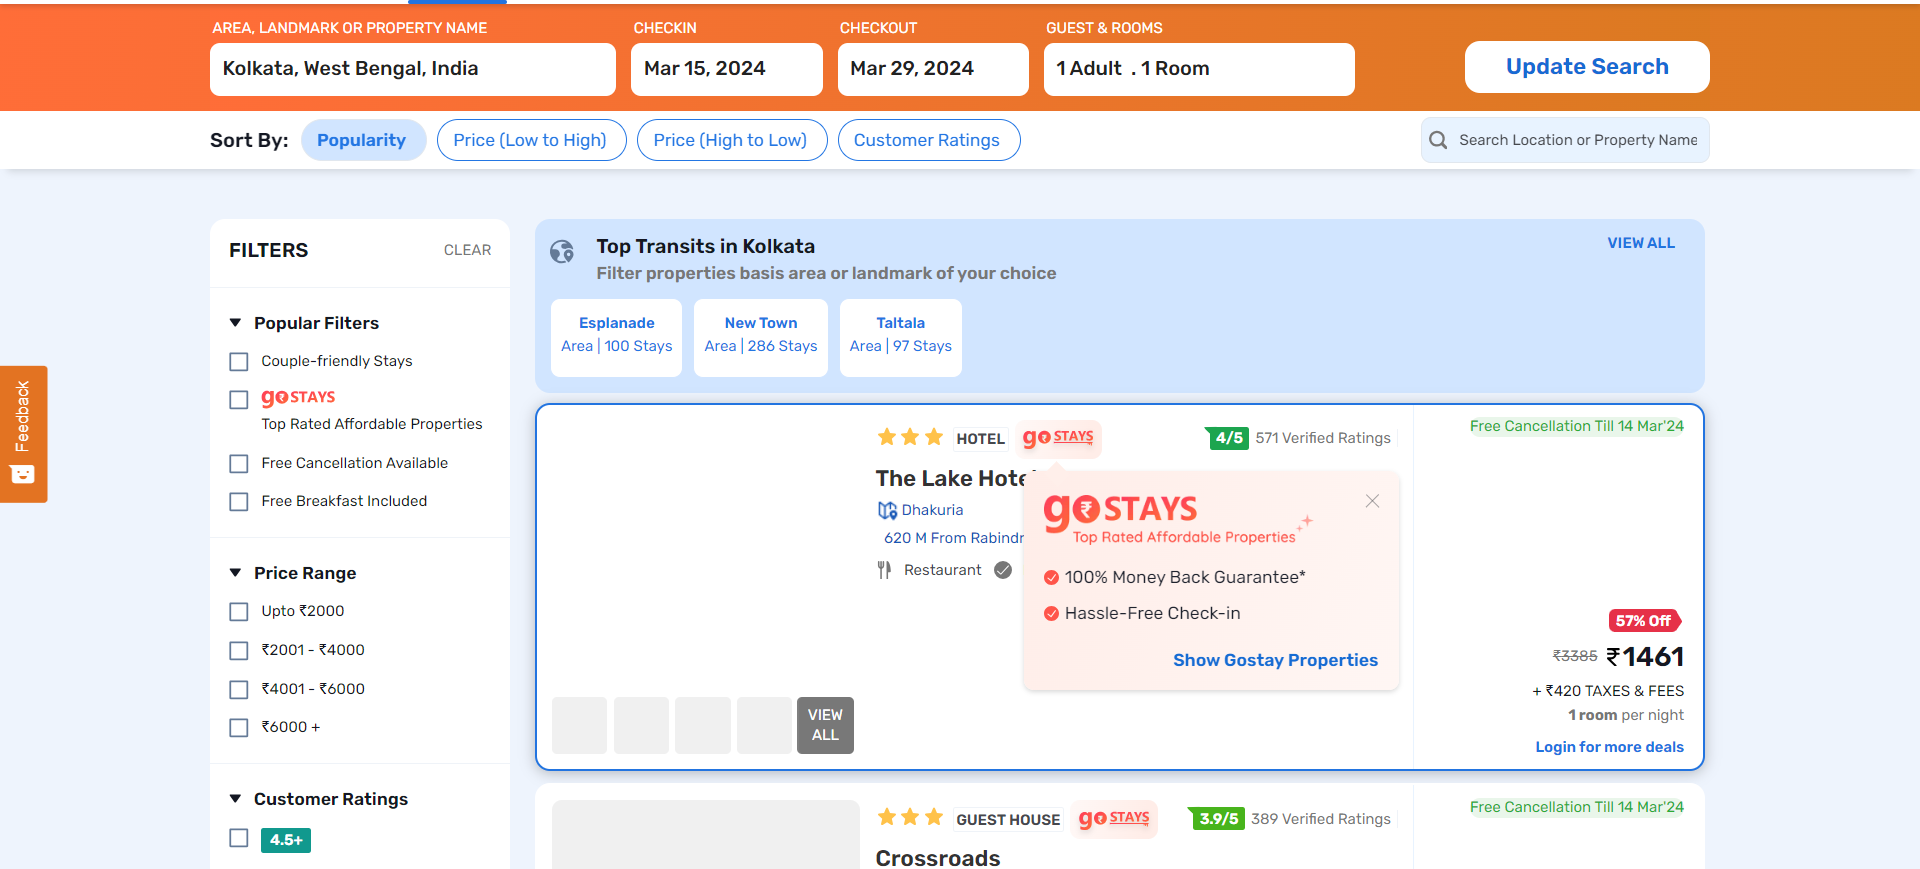 AREA, LANDMARK OR PROPERTY NAME
Kolkata, West Bengal, India
CHECKIN
Mar 15, 2024
CHECKOUT
Mar 29, 2024
GUEST & ROOMS
1 Adult . 1 Room
Update Search
Sort By:
Popularity
Price (Low to High)
Price (High to Low)
Customer Ratings
Search Location or Property Name
FILTERS
CLEAR
Popular Filters
Couple-friendly Stays
go STAYS
Top Rated Affordable Properties
Free Cancellation Available
Free Breakfast Included
Price Range
Upto ₹2000
₹2001 - ₹4000
₹4001 - ₹6000
₹6000 +
Customer Ratings
4.5+
Feedback
Top Transits in Kolkata
Filter properties basis area or landmark of your choice
VIEW ALL
Esplanade
Area | 100 Stays
New Town
Area | 286 Stays
Taltala
Area | 97 Stays
HOTEL
go STAYS
4/5
571 Verified Ratings
The Lake Hote
Dhakuria
620 M From Rabindr
Restaurant
go STAYS
Top Rated Affordable Properties
100% Money Back Guarantee*
Hassle-Free Check-in
Show Gostay Properties
VIEW
ALL
Free Cancellation Till 14 Mar'24
57% Off
₹3385 ₹1461
+ ₹420 TAXES & FEES
1 room per night
Login for more deals
GUEST HOUSE
go STAYS
3.9/5
389 Verified Ratings
Crossroads
Free Cancellation Till 14 Mar'24